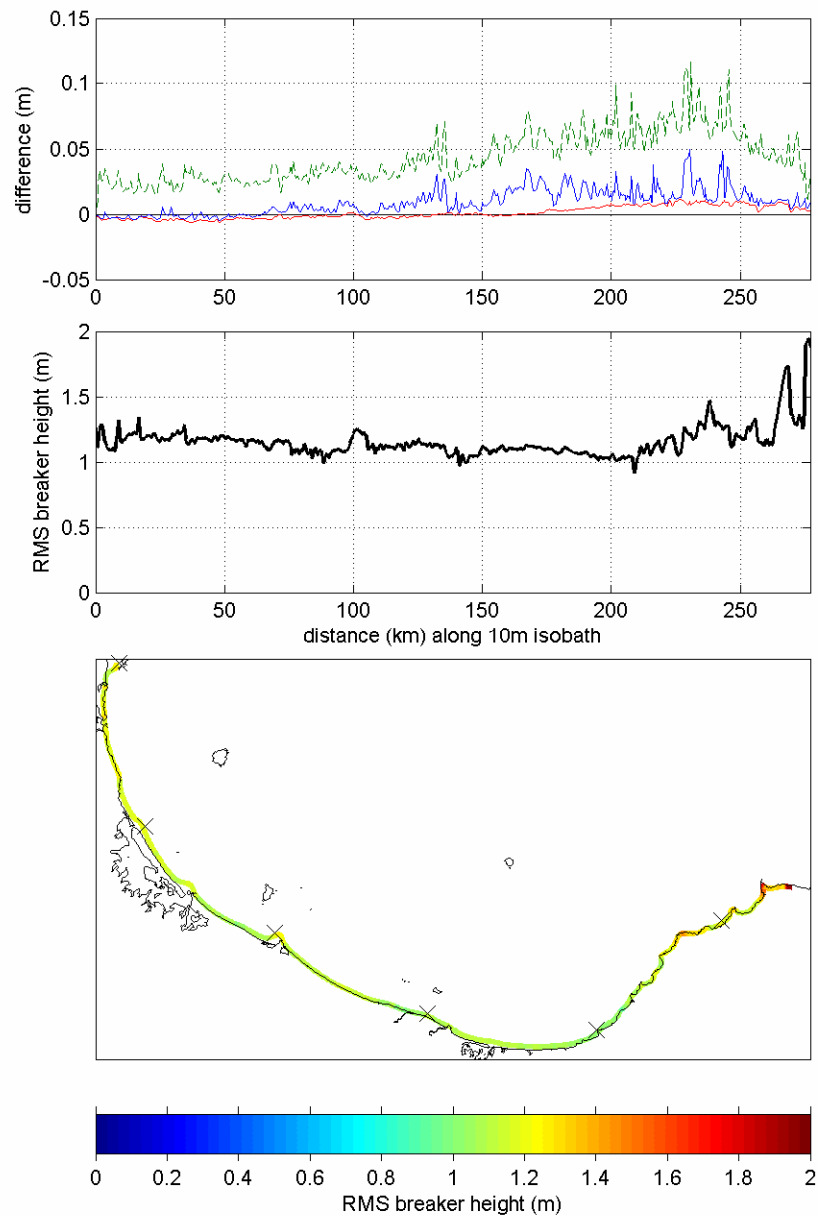 0.15
0.1
0.05
0
-0.05
difference (m)
0 50 100 150 200 250
2
1.5
1
0.5
0
RMS breaker height (m)
0 50 100 150 200 250
distance (km) along 10m isobath
0 0.2 0.4 0.6 0.8 1 1.2 1.4 1.6 1.8 2
RMS breaker height (m)